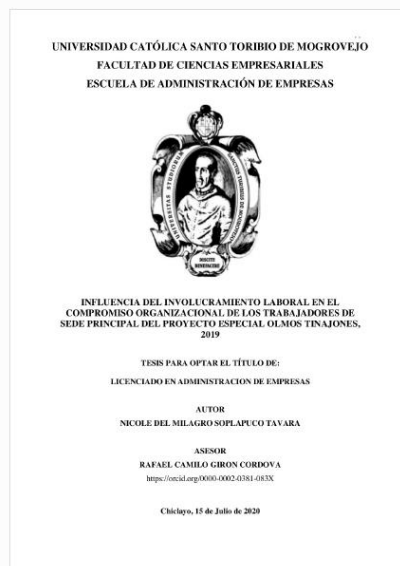 UNIVERSIDAD CATÓLICA SANTO TORIBIO DE MOGROVEJO
FACULTAD DE CIENCIAS EMPRESARIALES
ESCUELA DE ADMINISTRACIÓN DE EMPRESAS
INFLUENCIA DEL INVOLUCRAMIENTO LABORAL EN EL
COMPROMISO ORGANIZACIONAL DE LOS TRABAJADORES DE
SEDE PRINCIPAL DEL PROYECTO ESPECIAL OLMOS TINAJONES,
2019
TESIS PARA OPTAR EL TÍTULO DE:
LICENCIADO EN ADMINISTRACION DE EMPRESAS
AUTOR
NICOLE DEL MILAGRO SOPLAPUCO TAVARA
ASESOR
RAFAEL CAMILO GIRON CORDOVA
https://orcid.org/0000-0002-0381-083X
Chiclayo, 15 de Julio de 2020